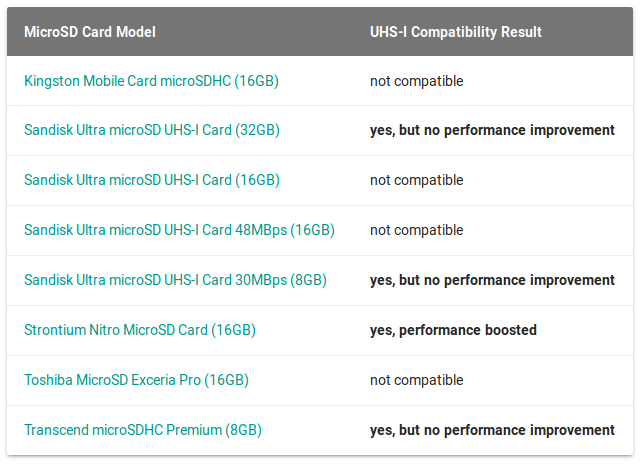 MicroSD Card Model UHS-I Compatibility Result
Kingston Mobile Card microSDHC (16GB) not compatible
Sandisk Ultra microSD UHS-I Card (32GB) yes, but no performance improvement
Sandisk Ultra microSD UHS-I Card (16GB) not compatible
Sandisk Ultra microSD UHS-I Card 48MBps (16GB) not compatible
Sandisk Ultra microSD UHS-I Card 30MBps (8GB) yes, but no performance improvement
Strontium Nitro MicroSD Card (16GB) yes, performance boosted
Toshiba MicroSD Exceria Pro (16GB) not compatible
Transcend microSDHC Premium (8GB) yes, but no performance improvement